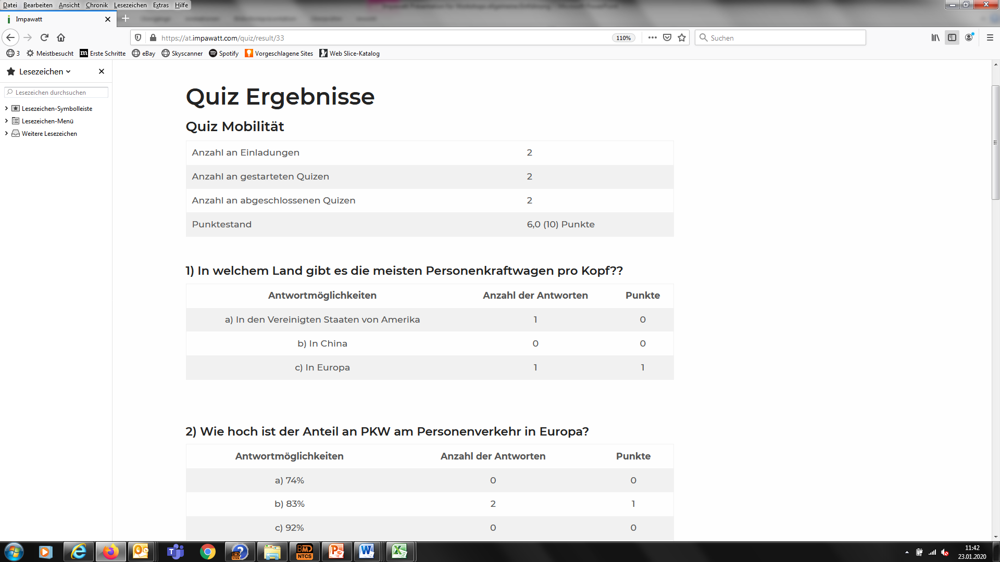 Datei Bearbeiten Ansicht Chronik Lesezeichen Extras Hilfe
Impawatt
https://at.impawatt.com/quiz/result/33
110%
Suchen
3 Meistbesucht Erste Schritte eBay Skyscanner Spotify Vorgeschlagene Sites Web Slice-Katalog
Lesezeichen
Lesezeichen durchsuchen
Lesezeichen-Symbolleiste
Lesezeichen-Menü
Weitere Lesezeichen
Quiz Ergebnisse
Quiz Mobilität
Anzahl an Einladungen 2
Anzahl an gestarteten Quizen 2
Anzahl an abgeschlossenen Quizen 2
Punktestand 6,0 (10) Punkte
1) In welchem Land gibt es die meisten Personenkraftwagen pro Kopf??
Antwortmöglichkeiten Anzahl der Antworten Punkte
a) In den Vereinigten Staaten von Amerika 1 0
b) In China 0 0
c) In Europa 1 1
2) Wie hoch ist der Anteil an PKW am Personenverkehr in Europa?
Antwortmöglichkeiten Anzahl der Antworten Punkte
a) 74% 0 0
b) 83% 2 1
c) 92% 0 0
BMD NTCS
11:42
23.01.2020